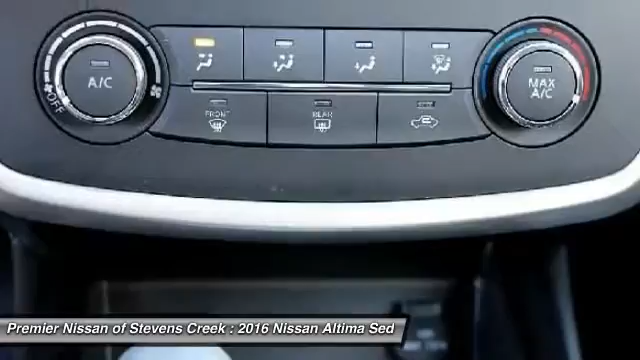 A/C
OFF
MAX
A/C
FRONT
REAR
Premier Nissan of Stevens Creek : 2016 Nissan Altima Sed